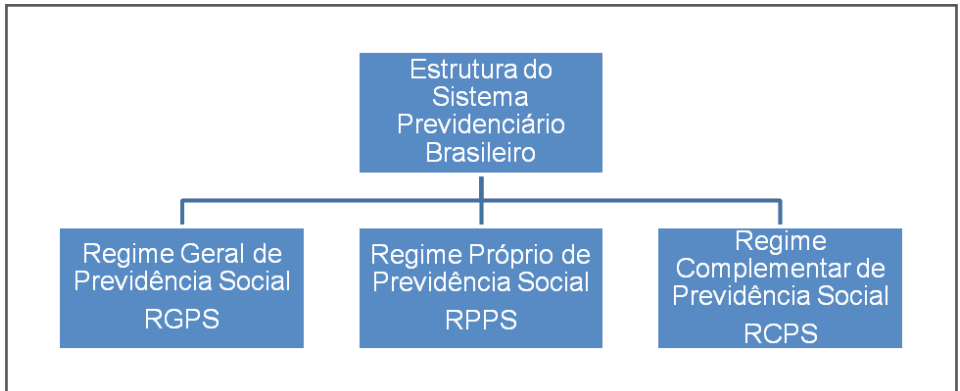 Estrutura do
Sistema
Previdenciário
Brasileiro
Regime Geral de
Previdência Social
RGPS
Regime Próprio de
Previdência Social
RPPS
Regime
Complementar de
Previdência Social
RCPS